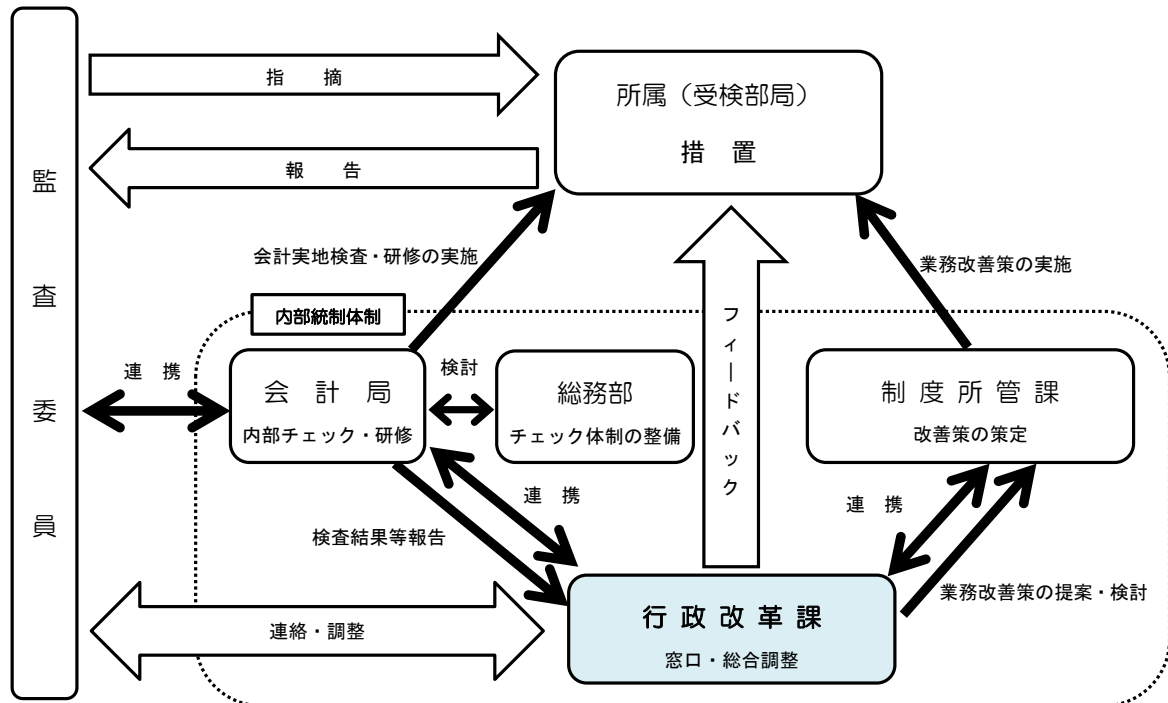 監査委員
指　摘
報　告
所属（受検部局）
措　置
会計実地検査・研修の実施
業務改善策の実施
内部統制体制
フィードバック
連　携
会　計　局
内部チェック・研修
検討
総務部
チェック体制の整備
制 度 所 管 課
改善策の策定
連　携
連　携
検査結果等報告
業務改善策の提案・検討
連絡・調整
行 政 改 革 課
窓口・総合調整